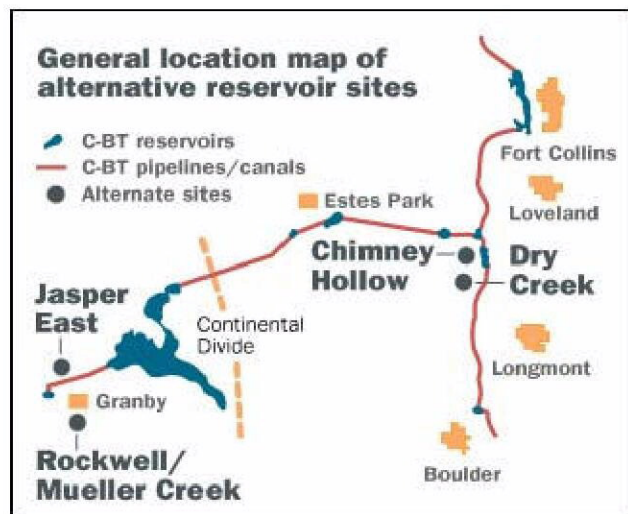 General location map of
alternative reservoir sites
C-BT reservoirs
C-BT pipelines/canals
Alternate sites
Fort Collins
Estes Park
Loveland
Chimney
Hollow
Dry
Creek
Jasper
East
Continental
Divide
Longmont
Granby
Rockwell/
Mueller Creek
Boulder